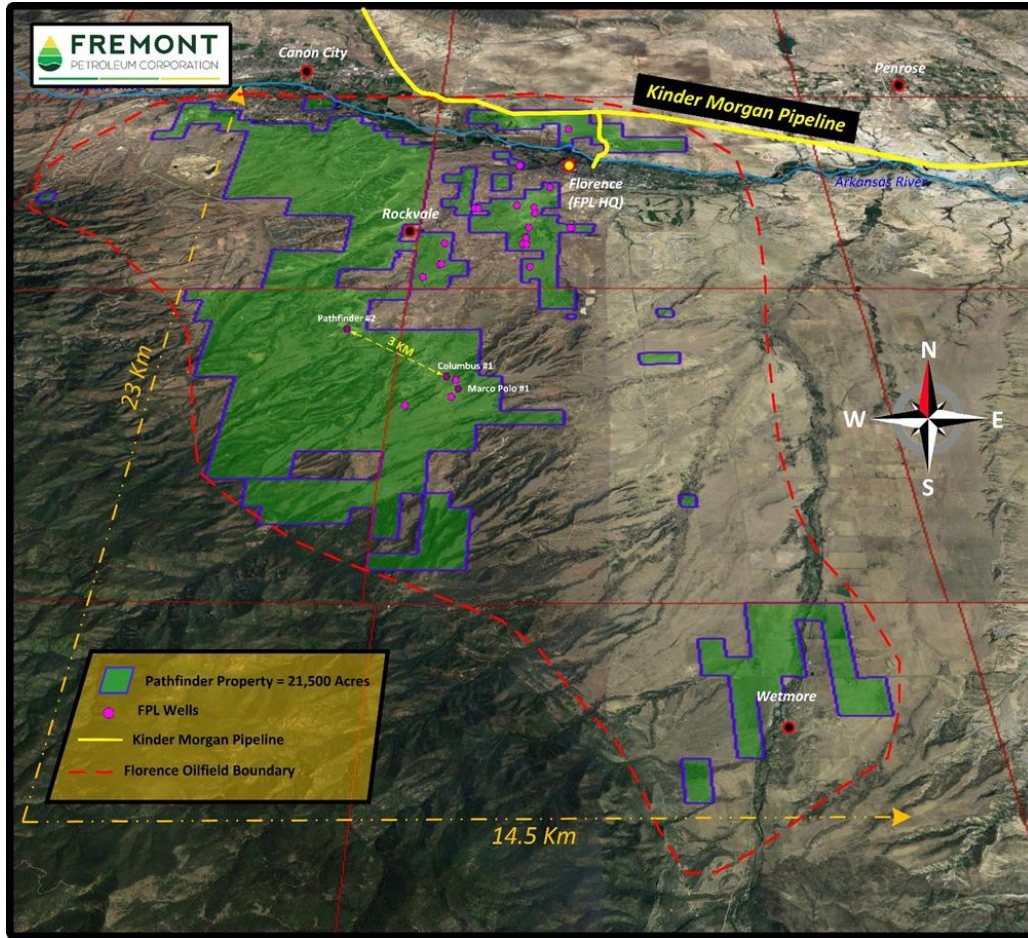 FREMONT
PETROLEUM CORPORATION
Canon City
Penrose
Kinder Morgan Pipeline
Arkansas River
Florence
(FPL HQ)
Rockvale
Pathfinder #2
3 KM
Columbus #1
Marco Polo #1
23 Km
N
W
E
S
Pathfinder Property = 21,500 Acres
FPL Wells
Kinder Morgan Pipeline
Florence Oilfield Boundary
Wetmore
14.5 Km